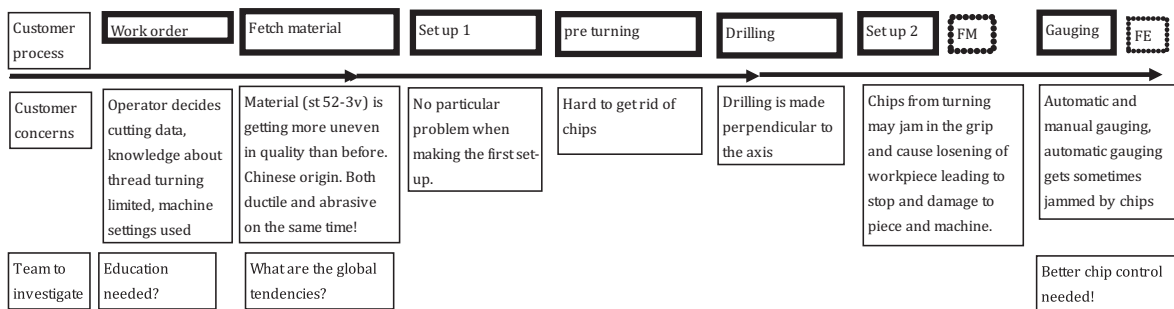 Customer
process
Work order
Fetch material
Set up 1
pre turning
Drilling
Set up 2
FM
Gauging
FE
Customer
concerns
Operator decides
cutting data,
knowledge about
thread turning
limited, machine
settings used
Material (st 52-3v) is
getting more uneven
in quality than before.
Chinese origin. Both
ductile and abrasive
on the same time!
No particular
problem when
making the first set-
up.
Hard to get rid of
chips
Drilling is made
perpendicular to
the axis
Chips from turning
may jam in the grip
and cause losening of
workpiece leading to
stop and damage to
piece and machine.
Automatic and
manual gauging,
automatic gauging
gets sometimes
jammed by chips
Team to
investigate
Education
needed?
What are the global
tendencies?
Better chip control
needed!